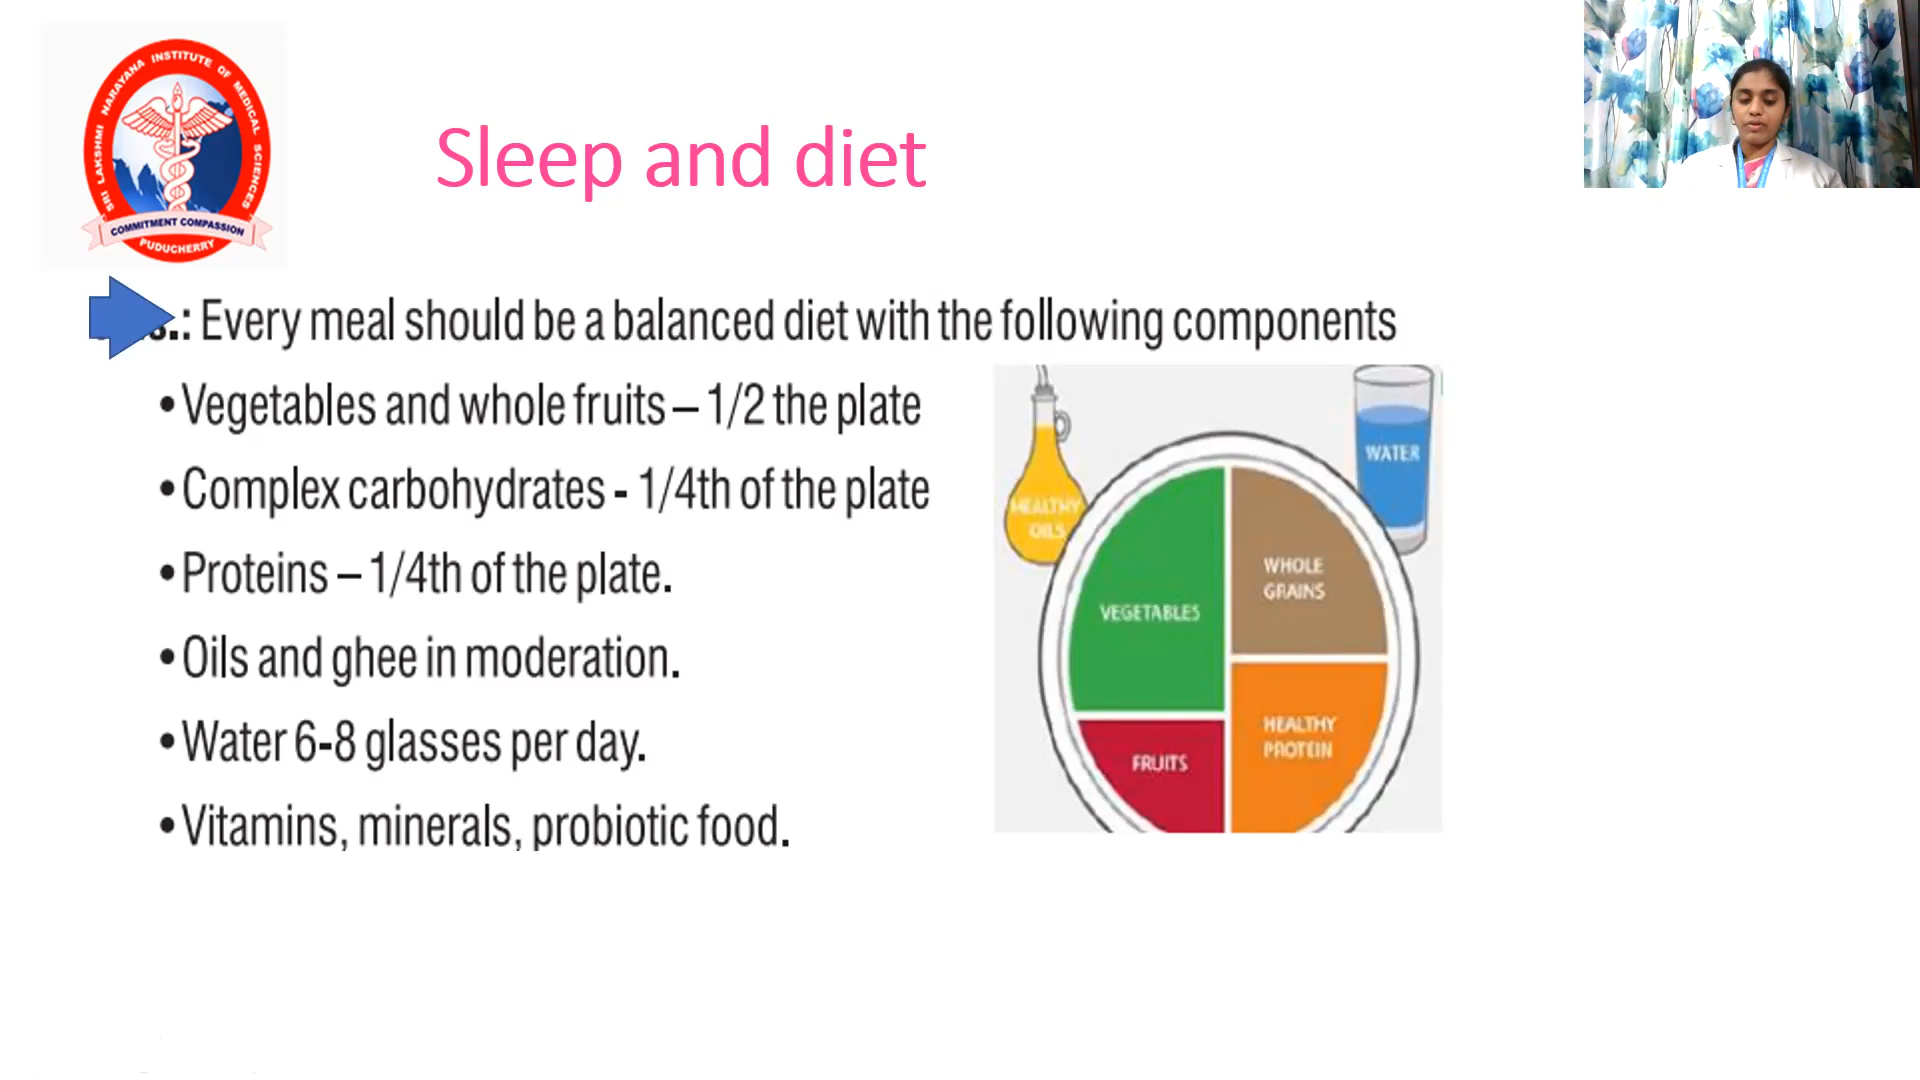 SRI LAKSHMI NARAYANA INSTITUTE OF MEDICAL SCIENCES
COMMITMENT COMPASSION
PUDUCHERRY
Sleep and diet
Every meal should be a balanced diet with the following components
•Vegetables and whole fruits – 1/2 the plate
•Complex carbohydrates - 1/4th of the plate
•Proteins – 1/4th of the plate.
•Oils and ghee in moderation.
•Water 6-8 glasses per day.
•Vitamins, minerals, probiotic food.
HEALTHY
OILS
WATER
VEGETABLES
WHOLE
GRAINS
FRUITS
HEALTHY
PROTEIN